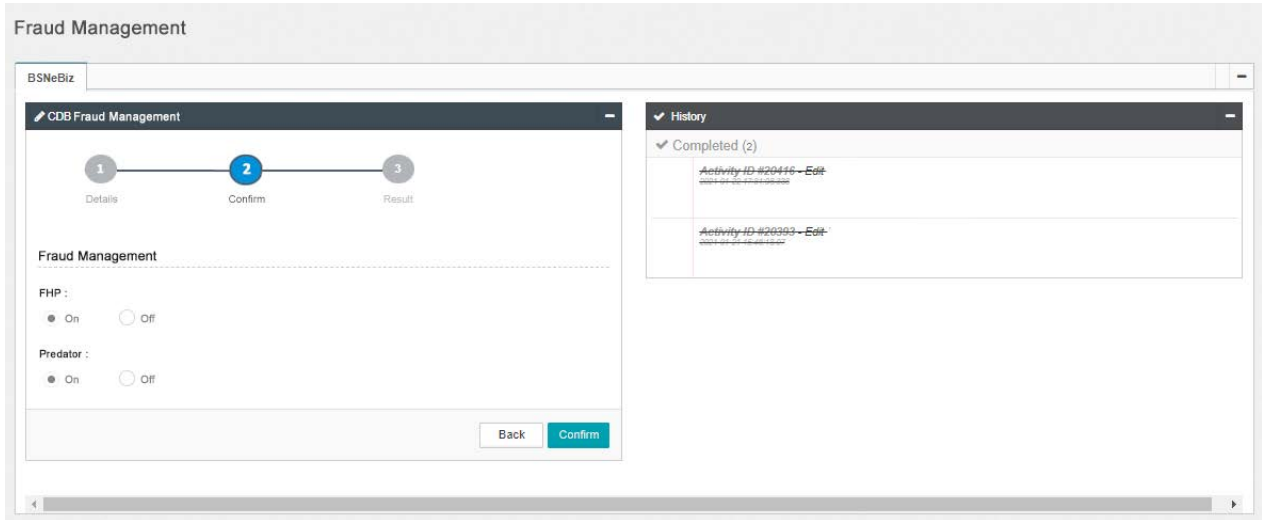 Fraud Management
BSNeBiz
CDB Fraud Management
1
2
3
Details
Confirm
Result
Fraud Management
FHP :
On
Off
Predator :
On
Off
Back
Confirm
History
Completed (2)
Activity ID #20416 - Edit
Activity ID #20393 - Edit